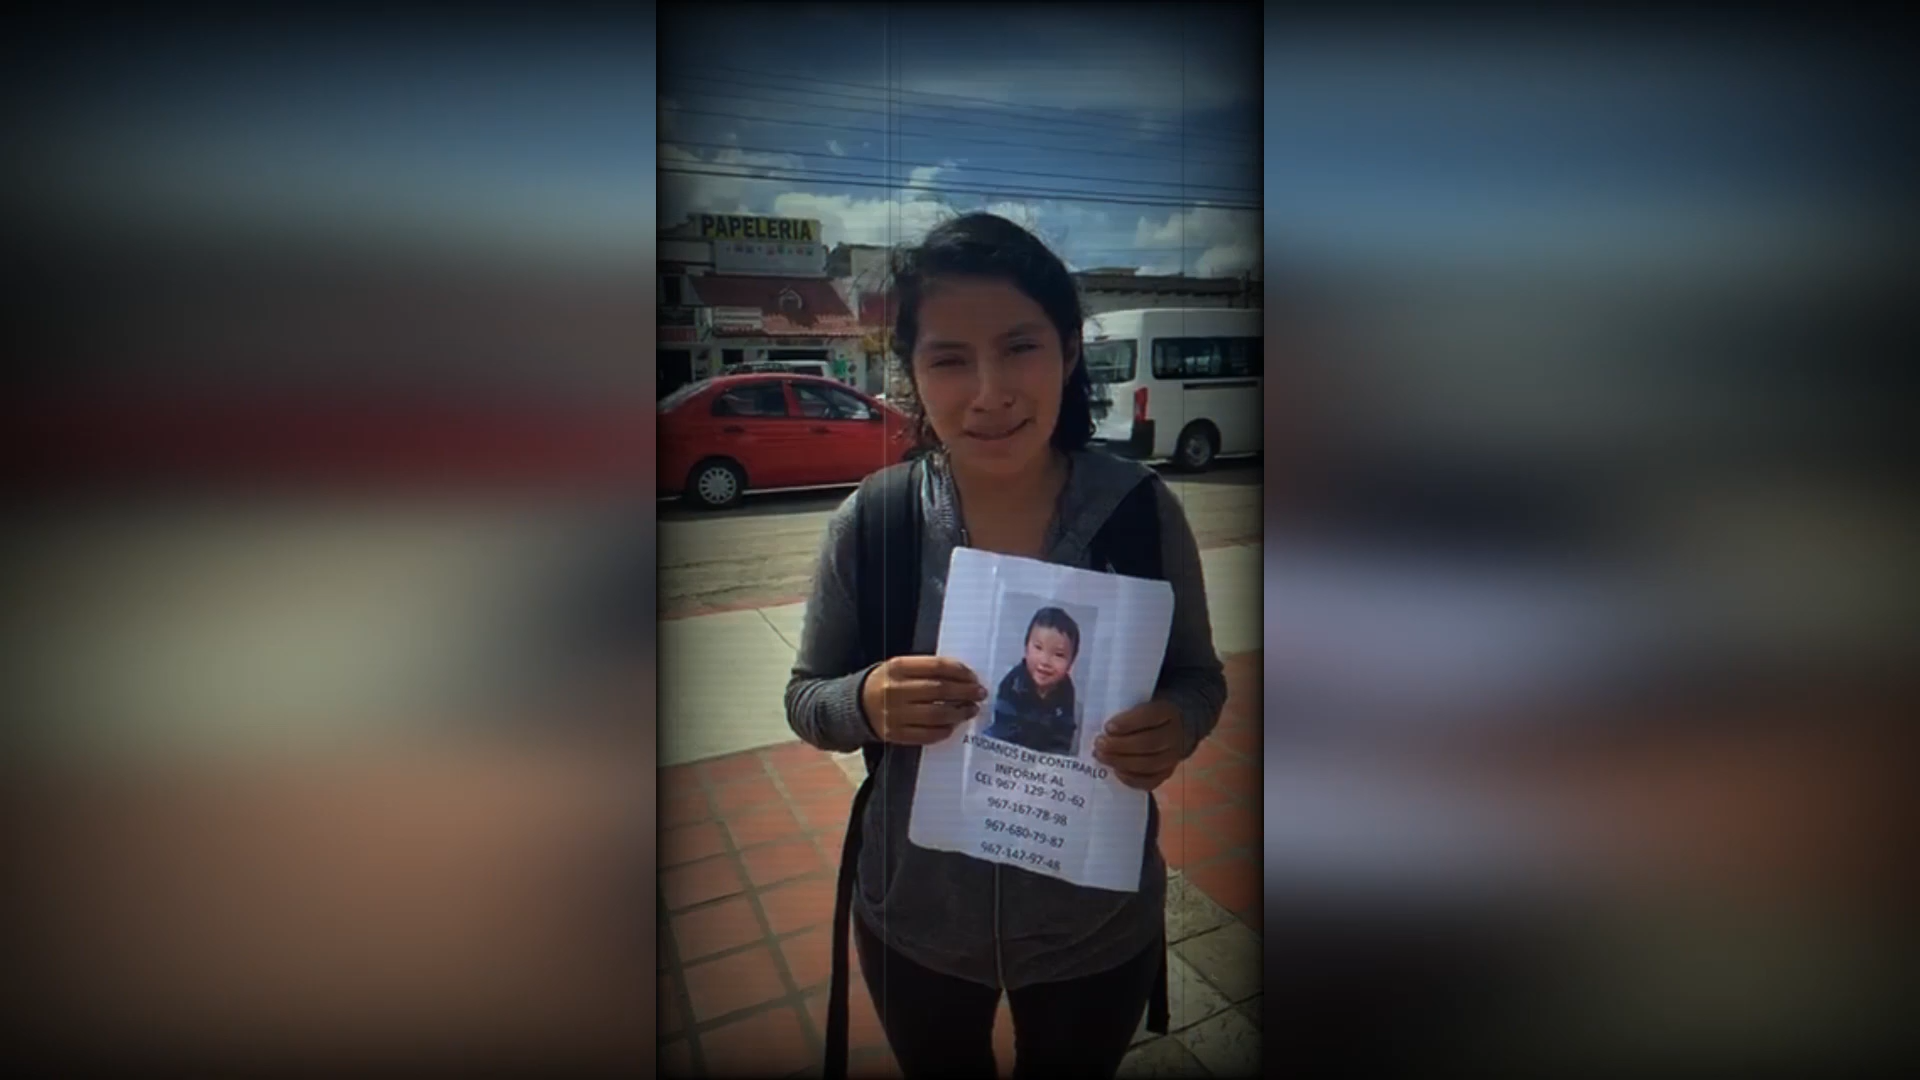 PAPELERIA
AYUDANOS EN CONTRARLO
INFORME AL
CEL 967- 129- 20 -62
967-167-78-98
967-680-79-87
967-147-97-48